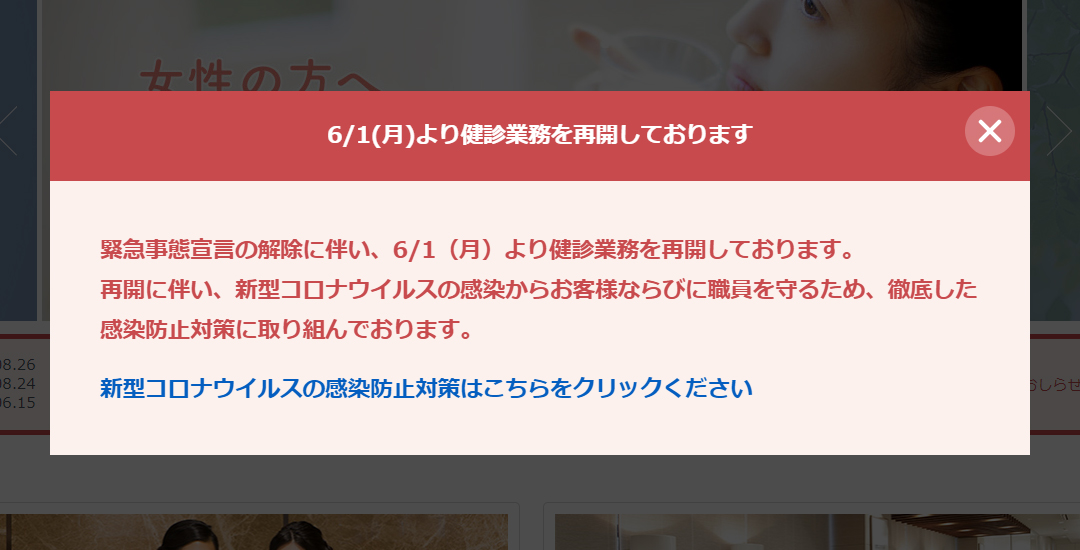 女性の方へ
6/1(月)より健診業務を再開しております
緊急事態宣言の解除に伴い、6/1（月）より健診業務を再開しております。
再開に伴い、新型コロナウイルスの感染からお客様ならびに職員を守るため、徹底した
感染防止対策に取り組んでおります。
08.26
08.24
おしらせ
06.15
新型コロナウイルスの感染防止対策はこちらをクリックください